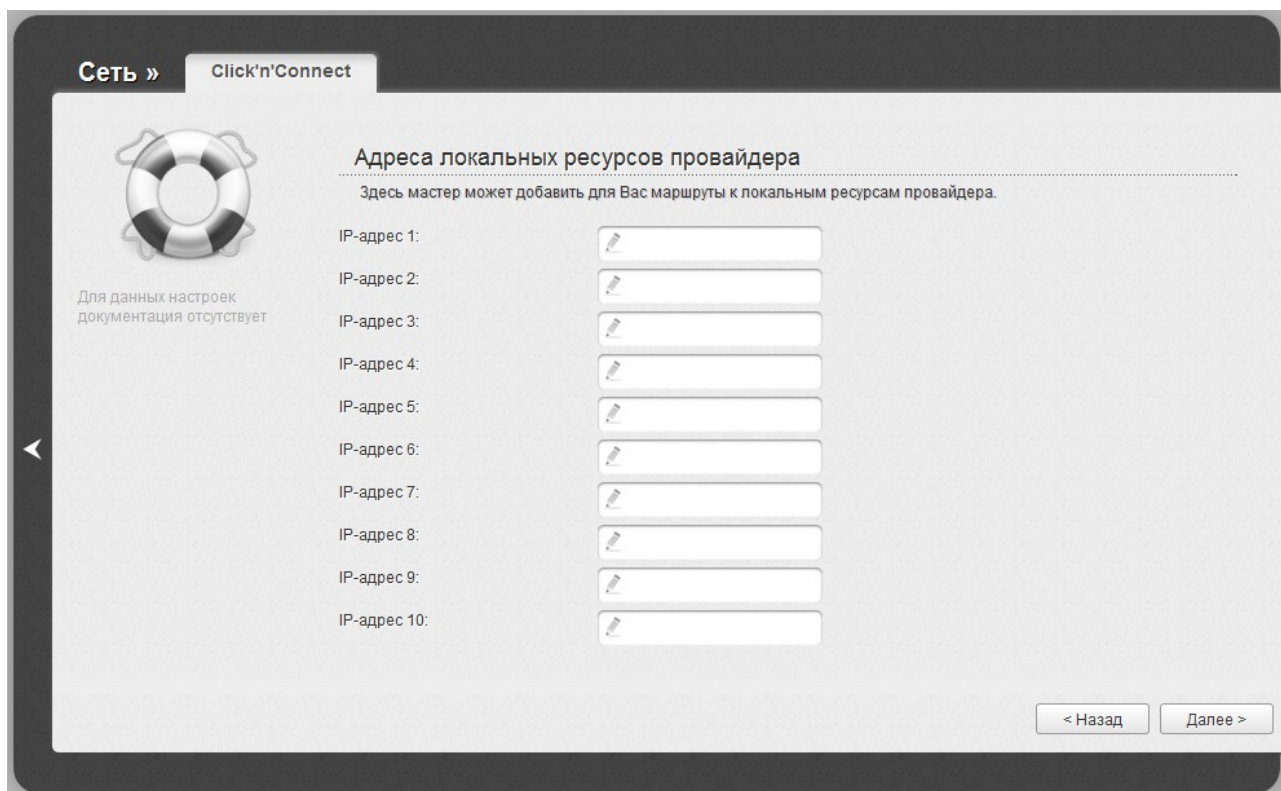 Сеть »
Click'n'Connect
Адреса локальных ресурсов провайдера
Здесь мастер может добавить для Вас маршруты к локальным ресурсам провайдера.
Для данных настроек
документация отсутствует
IP-адрес 1:
IP-адрес 2:
IP-адрес 3:
IP-адрес 4:
IP-адрес 5:
IP-адрес 6:
IP-адрес 7:
IP-адрес 8:
IP-адрес 9:
IP-адрес 10:
< Назад
Далее >